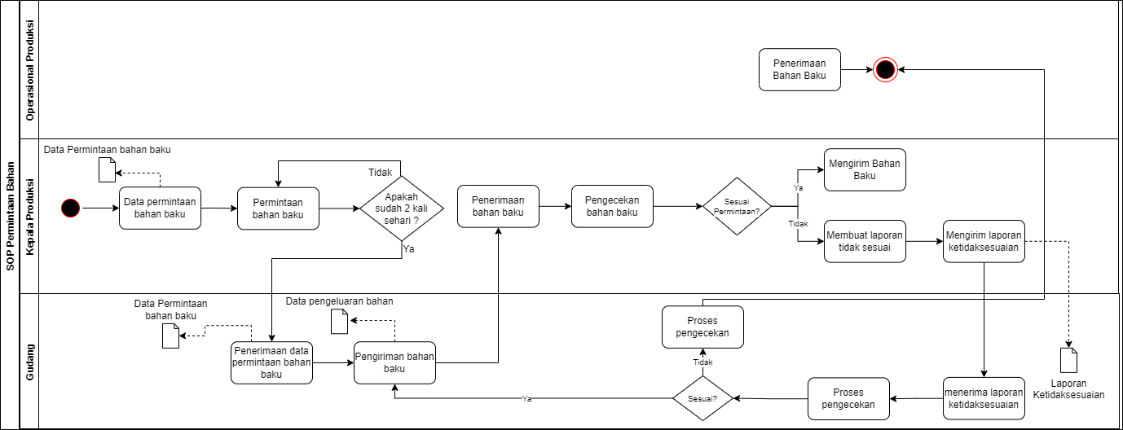 SOP Permintaan Bahan
Operasional Produksi
Penerimaan
Bahan Baku
Kepala Produksi
Data Permintaan bahan baku
Data permintaan
bahan baku
Permintaan
bahan baku
Tidak
Apakah
sudah 2 kali
sehari ?
Ya
Penerimaan
bahan baku
Pengecekan
bahan baku
Sesuai
Permintaan?
Ya
Tidak
Mengirim Bahan
Baku
Membuat laporan
tidak sesuai
Mengirim laporan
ketidaksesuaian
Gudang
Data Permintaan
bahan baku
Penerimaan data
permintaan bahan
baku
Data pengeluaran bahan
Pengiriman bahan
baku
Proses
pengecekan
Tidak
Sesuai?
Ya
Proses
pengecekan
menerima laporan
ketidaksesuaian
Laporan
Ketidaksesuaian